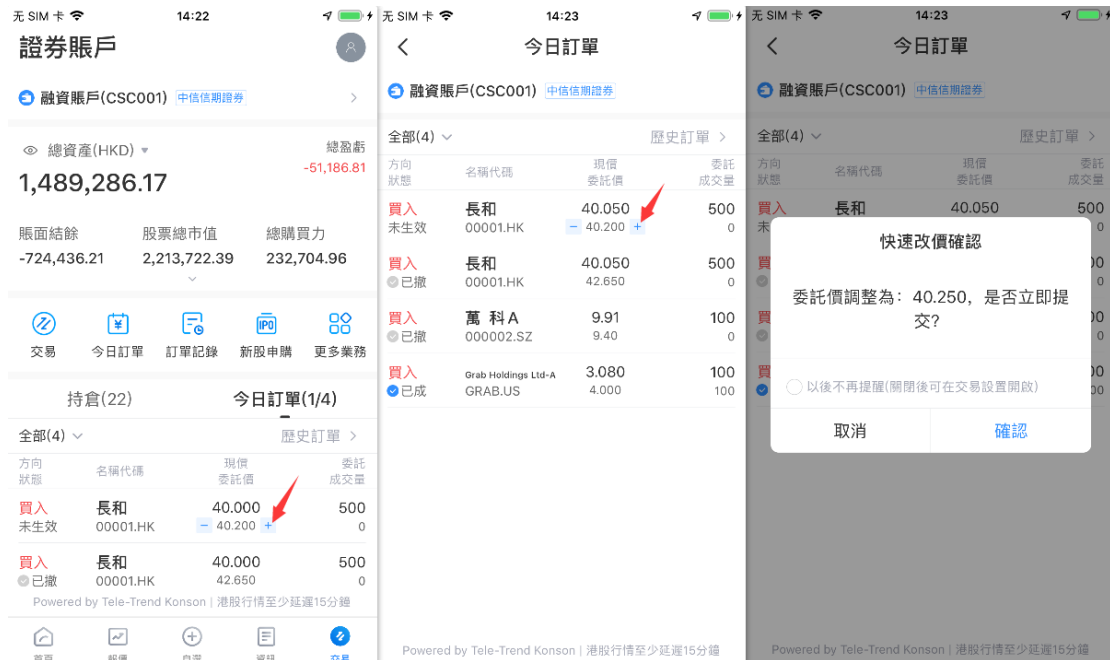 無 SIM 卡
14:22
證券賬戶
融資賬戶(CSC001) 中信信期證券
總資產(HKD)
總盈虧
1,489,286.17
-51,186.81
賬面結餘 股票總市值 總購買力
-724,436.21 2,213,722.39 232,704.96
交易 今日訂單 訂單記錄 新股申購 更多業務
持倉(22) 今日訂單(1/4)
全部(4) 歷史訂單
方向 名稱代碼 現價 委託
狀態 委託價 成交量
買入 長和 40.000 500
未生效 00001.HK − 40.200 + 0
買入 長和 40.000 500
已撤 00001.HK 42.650 0
Powered by Tele-Trend Konson | 港股行情至少延遲15分鐘
首頁 報價 自選 資訊 交易
无 SIM 卡
14:23
今日訂單
融資賬戶(CSC001) 中信信期證券
全部(4) 歷史訂單
方向 名稱代碼 現價 委託
狀態 委託價 成交量
買入 長和 40.050 500
未生效 00001.HK − 40.200 + 0
買入 長和 40.050 500
已撤 00001.HK 42.650 0
買入 萬 科A 9.91 100
已撤 000002.SZ 9.40 0
買入 Grab Holdings Ltd-A 3.080 100
已成 GRAB.US 4.000 100
Powered by Tele-Trend Konson | 港股行情至少延遲15分鐘
无 SIM 卡
14:23
今日訂單
融資賬戶(CSC001) 中信信期證券
全部(4) 歷史訂單
方向 名稱代碼 現價 委託
狀態 委託價 成交量
買入 長和 40.050 500
未 0
快速改價確認
委託價調整為：40.250，是否立即提
交?
以後不再提醒(關閉後可在交易設置開啟)
取消 確認
Powered by Tele-Trend Konson | 港股行情至少延遲15分鐘